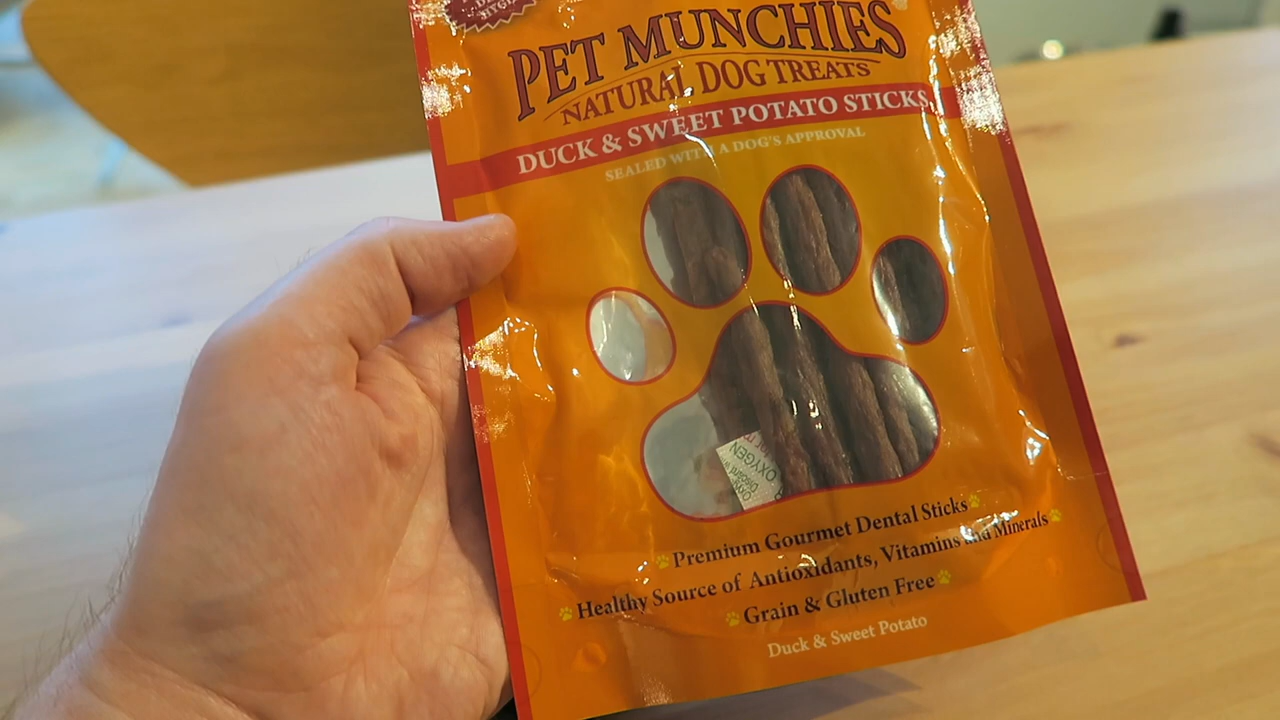 PET MUNCHIES
NATURAL DOG TREATS
DUCK & SWEET POTATO STICKS
SEALED WITH A DOG'S APPROVAL
OXYGEN
OXYGEN
Premium Gourmet Dental Sticks
Healthy Source of Antioxidants, Vitamins and Minerals
Grain & Gluten Free
Duck & Sweet Potato